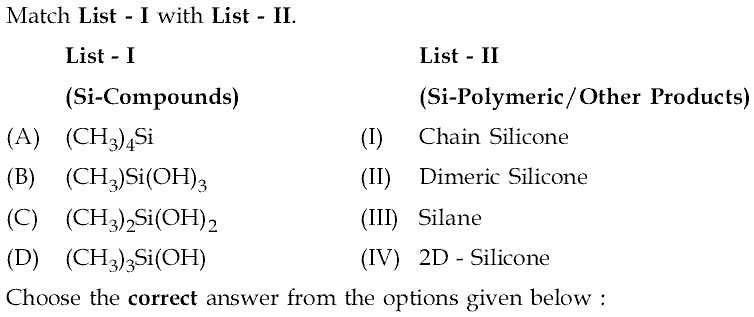 Match List - I with List - II.
List - I List - II
(Si-Compounds) (Si-Polymeric/Other Products)
(A) (CH₃)₄Si (I) Chain Silicone
(B) (CH₃)Si(OH)₃ (II) Dimeric Silicone
(C) (CH₃)₂Si(OH)₂ (III) Silane
(D) (CH₃)₃Si(OH) (IV) 2D - Silicone
Choose the correct answer from the options given below :